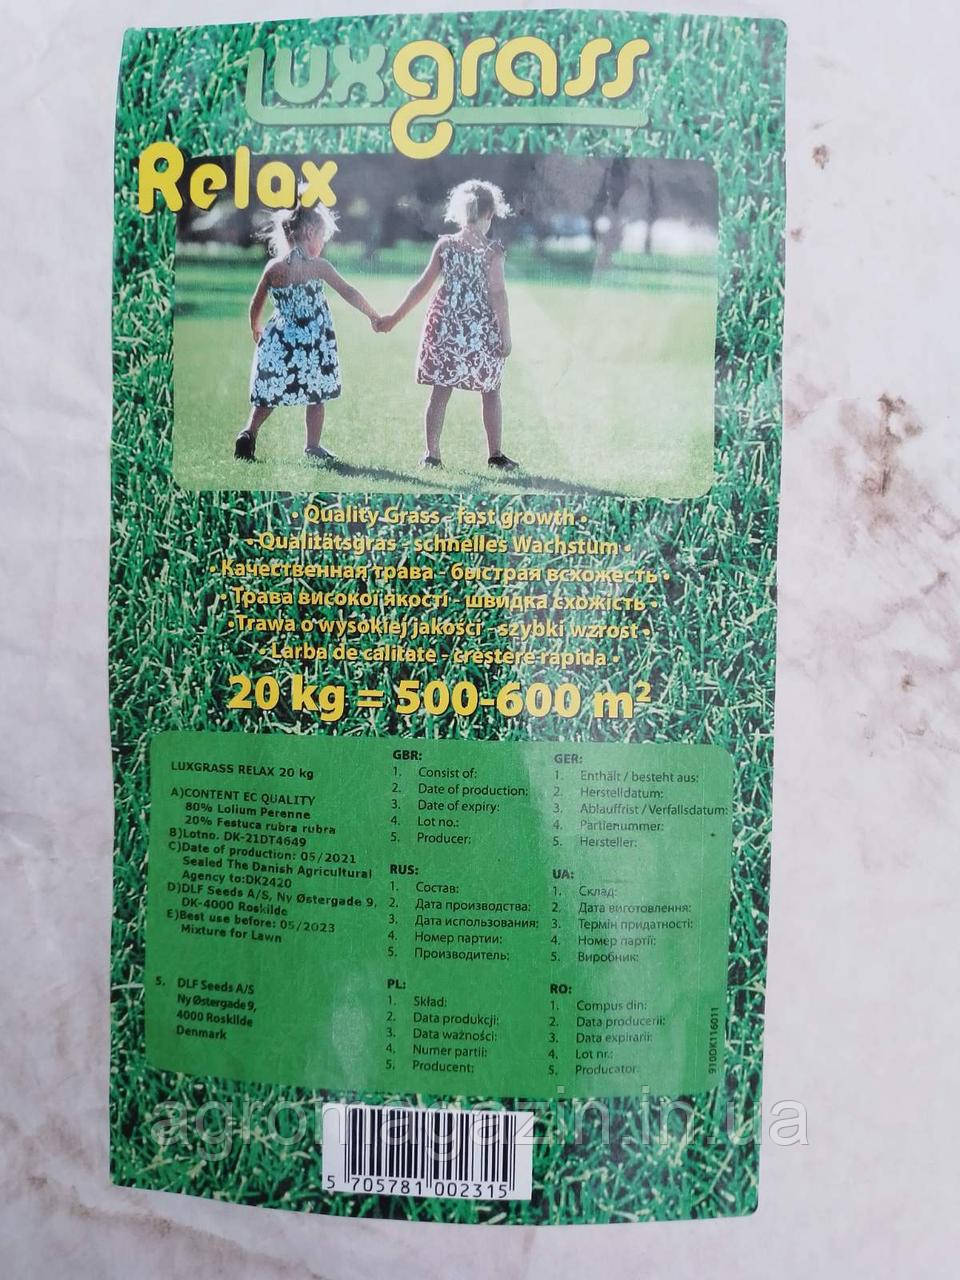 Luxgrass
Relax
• Quality Grass - fast growth •
• Qualitätsgras - schnelles Wachstum •
• Качественная трава - быстрая всхожесть •
• Трава високої якості - швидка схожість •
• Trawa o wysokiej jakości - szybki wzrost •
• Larba de calitate - creștere rapida •
20 kg = 500-600 m²
LUXGRASS RELAX 20 kg
A)CONTENT EC QUALITY
80% Lolium Perenne
20% Festuca rubra rubra
B)Lotno. DK-21DT4649
C)Date of production: 05/2021
Sealed The Danish Agricultural
Agency to:DK2420
D)DLF Seeds A/S, Ny Østergade 9,
DK-4000 Roskilde
E)Best use before: 05/2023
Mixture for Lawn
5. DLF Seeds A/S
Ny Østergade 9,
4000 Roskilde
Denmark
GBR:
1. Consist of:
2. Date of production:
3. Date of expiry:
4. Lot no.:
5. Producer:
GER:
1. Enthält / besteht aus:
2. Herstelldatum:
3. Ablauffrist / Verfallsdatum:
4. Partienummer:
5. Hersteller:
RUS:
1. Состав:
2. Дата производства:
3. Дата использования:
4. Номер партии:
5. Производитель:
UA:
1. Склад:
2. Дата виготовлення:
3. Термін придатності:
4. Номер партії:
5. Виробник:
PL:
1. Skład:
2. Data produkcji:
3. Data ważności:
4. Numer partii:
5. Producent:
RO:
1. Compus din:
2. Data producerii:
3. Data expirarii:
4. Lot nr.:
5. Producator:
910DK116011
agromagazin.in.ua
5 705781 002315